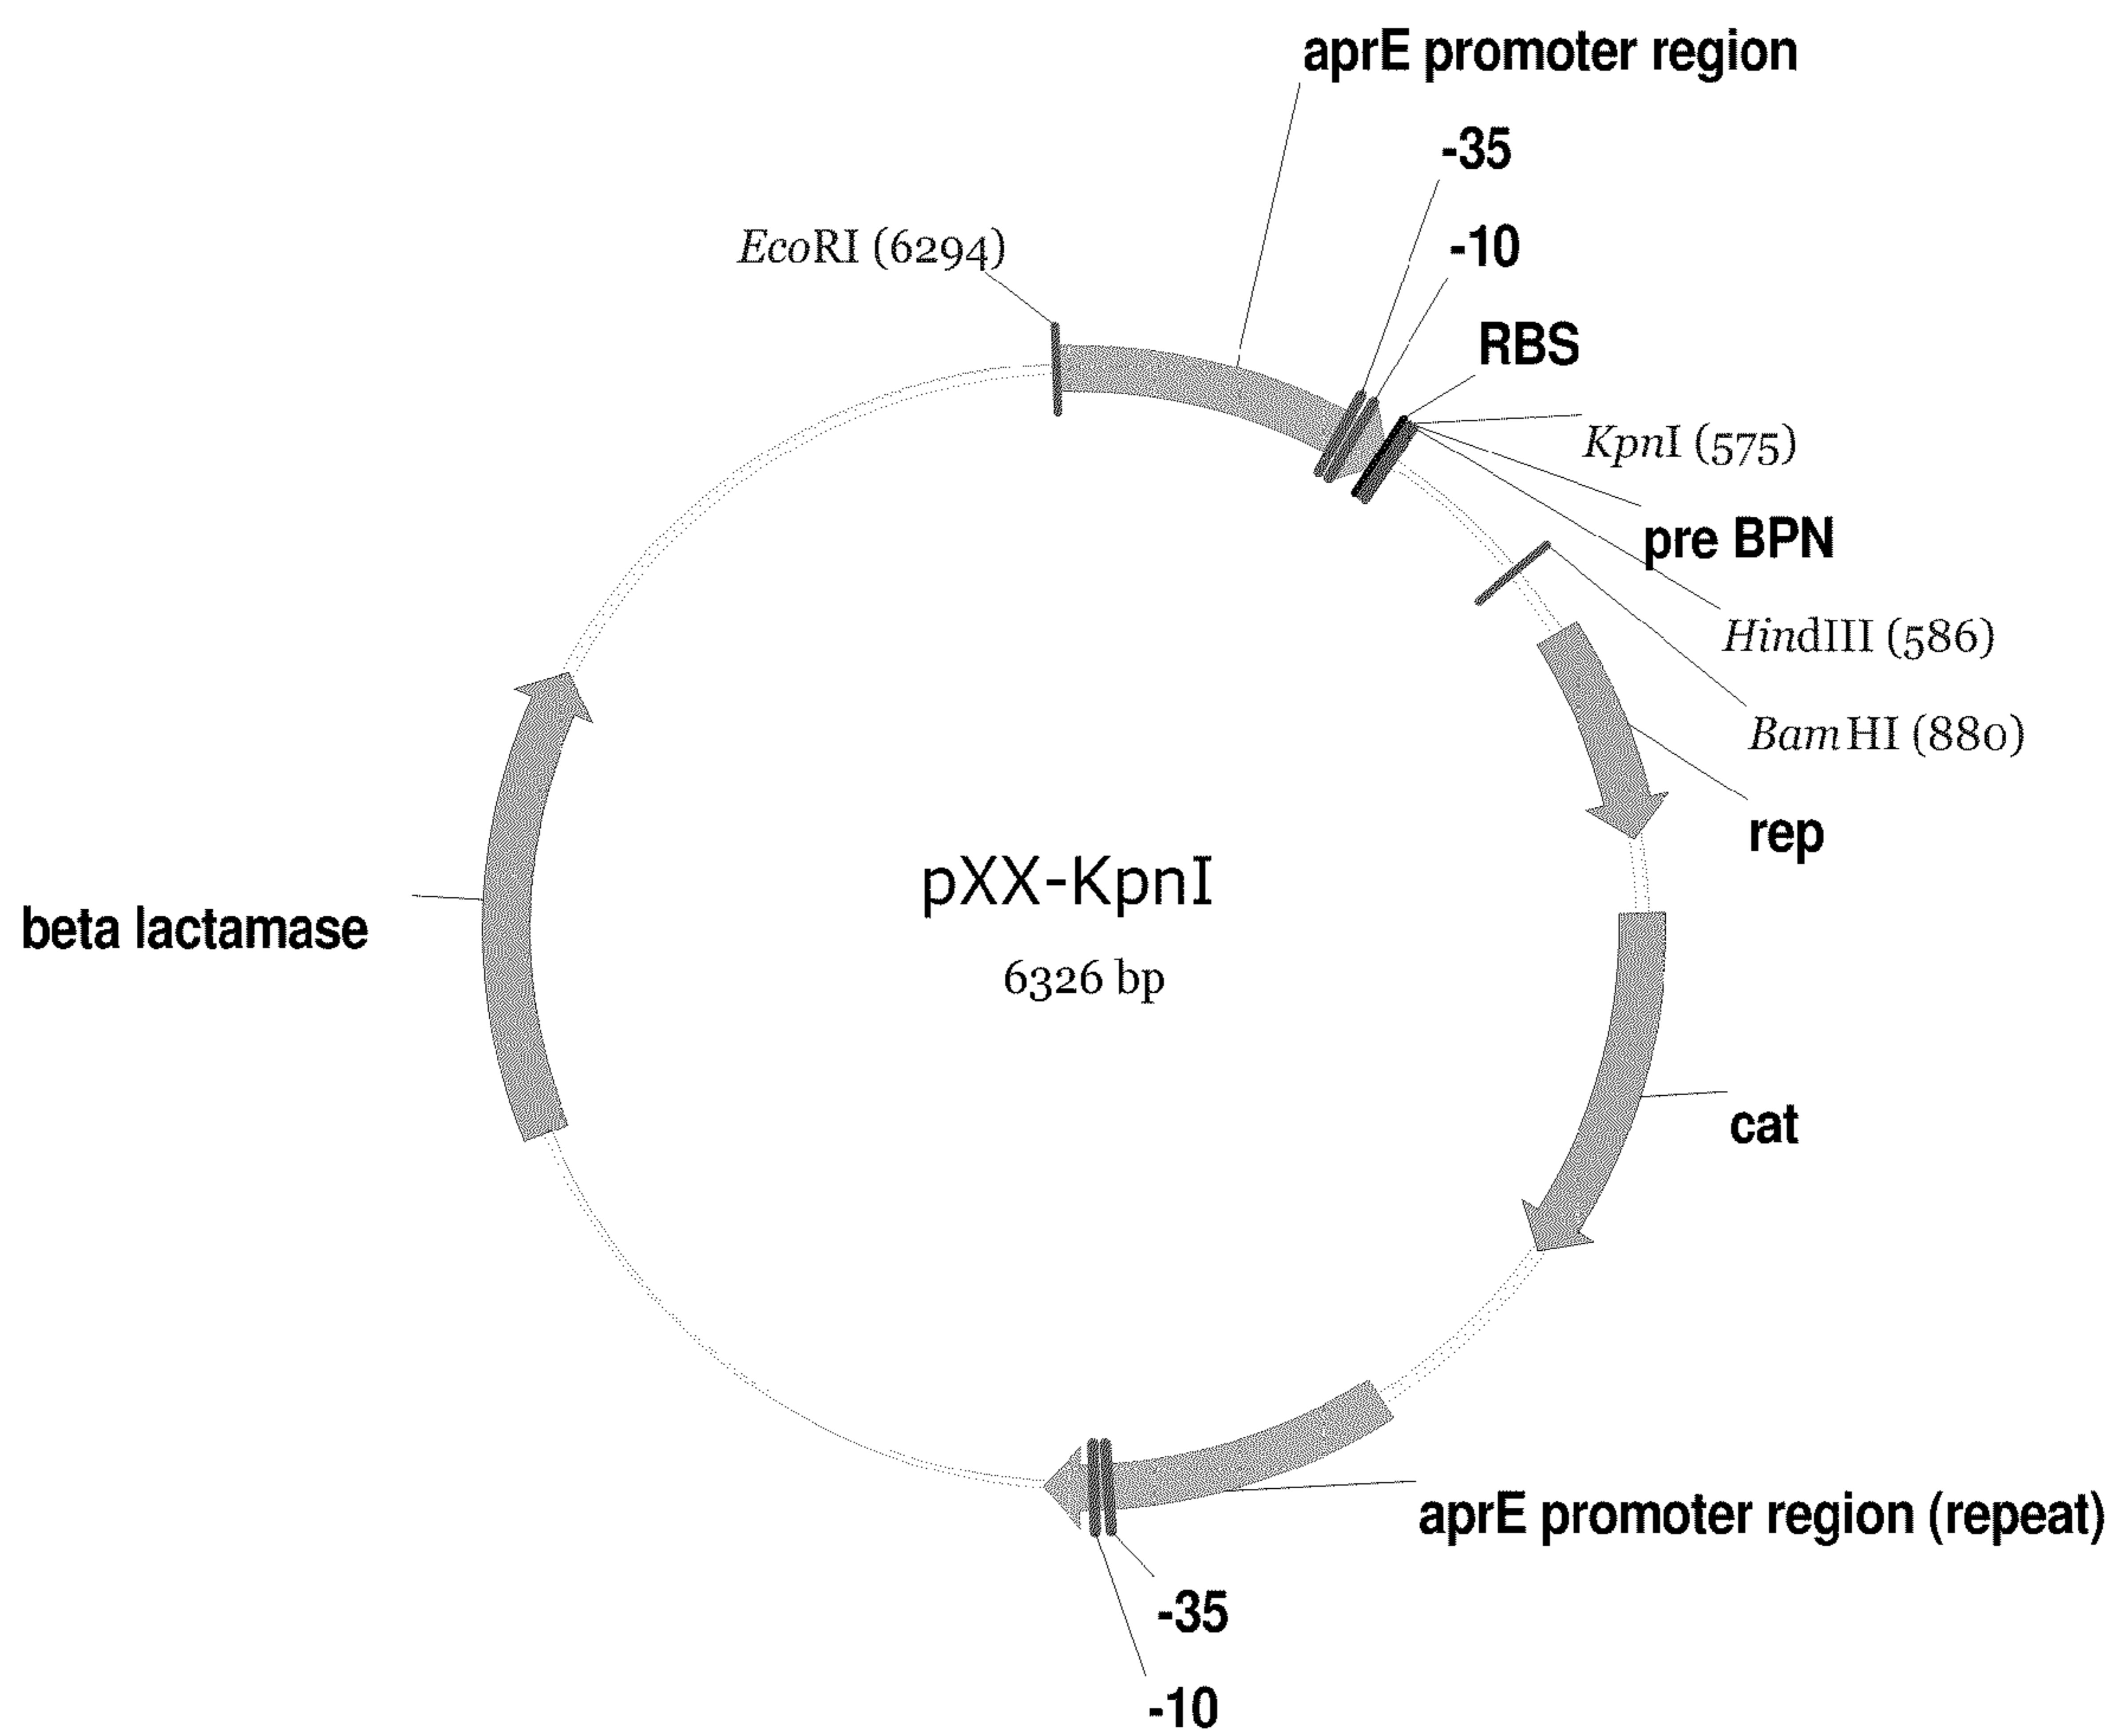 aprE promoter region
-35
-10
EcoRI (6294)
RBS
KpnI (575)
pre BPN
HindIII (586)
BamHI (880)
rep
pXX-KpnI
6326 bp
beta lactamase
cat
aprE promoter region (repeat)
-35
-10